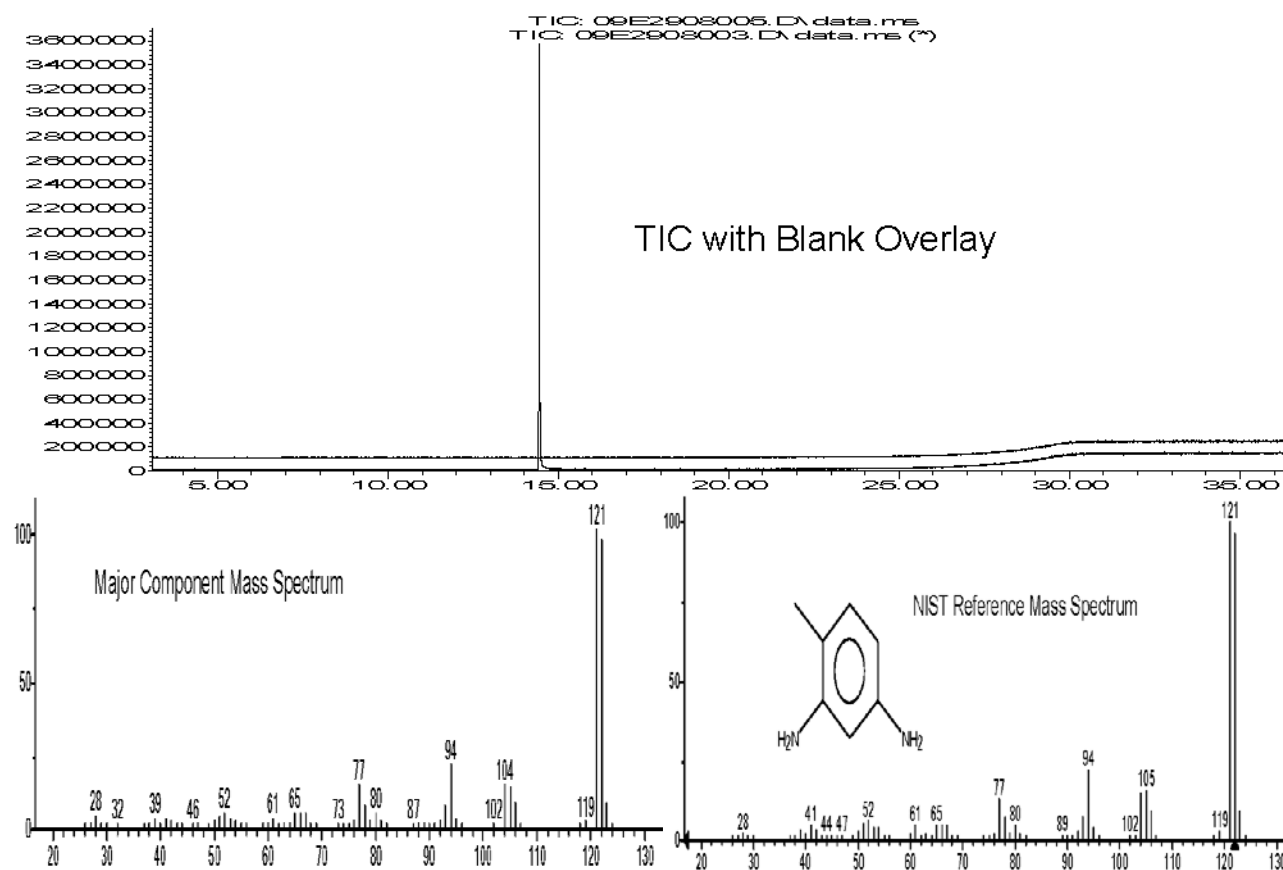 TIC: 09E2908005.D\data.ms
TIC: 09E2908003.D\data.ms (*)
3600000
3400000
3200000
3000000
2800000
2600000
2400000
2200000
2000000
1800000
1600000
1400000
1200000
1000000
800000
600000
400000
200000
0
TIC with Blank Overlay
5.00 10.00 15.00 20.00 25.00 30.00 35.00
Major Component Mass Spectrum
100
50
0
28 32 39 46 52 61 65 73 77 80 87 94 102 104 119 121
20 30 40 50 60 70 80 90 100 110 120 130
NIST Reference Mass Spectrum
H2N NH2
100
50
0
28 41 44 47 52 61 65 77 80 89 94 102 105 119 121
20 30 40 50 60 70 80 90 100 110 120 130